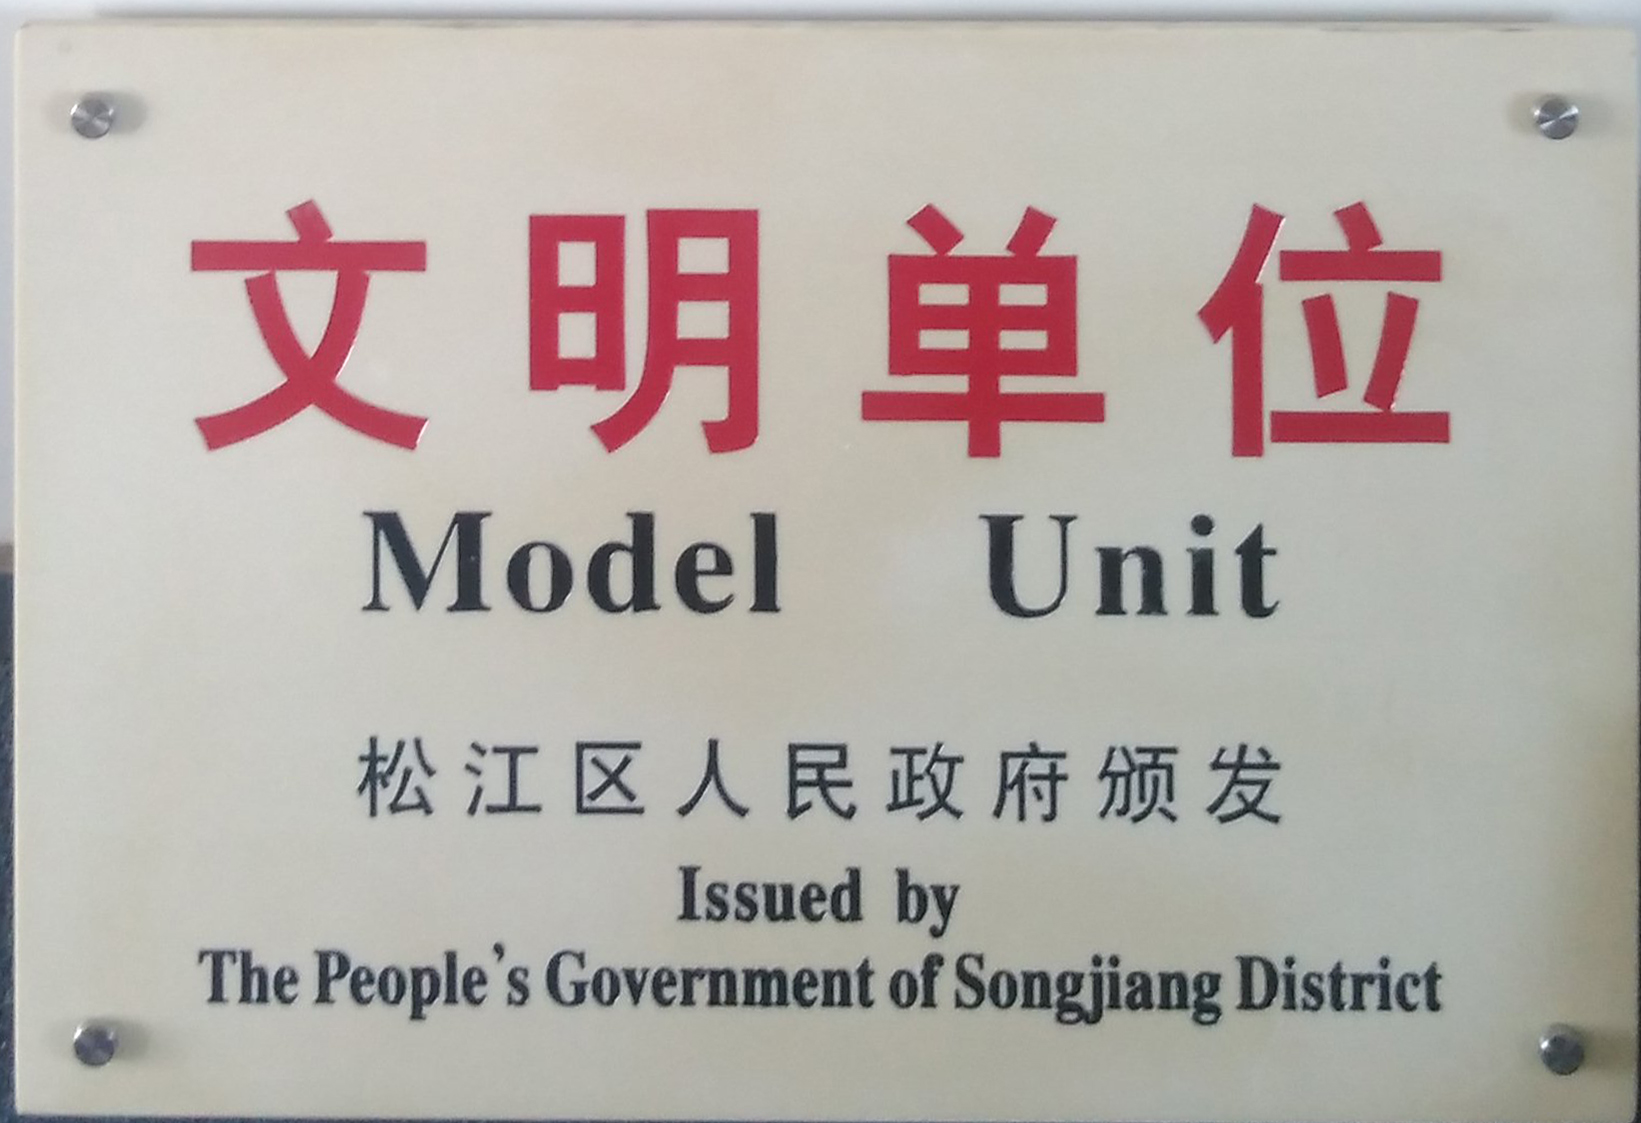 文明单位
Model Unit
松江区人民政府颁发
Issued by
The People's Government of Songjiang District